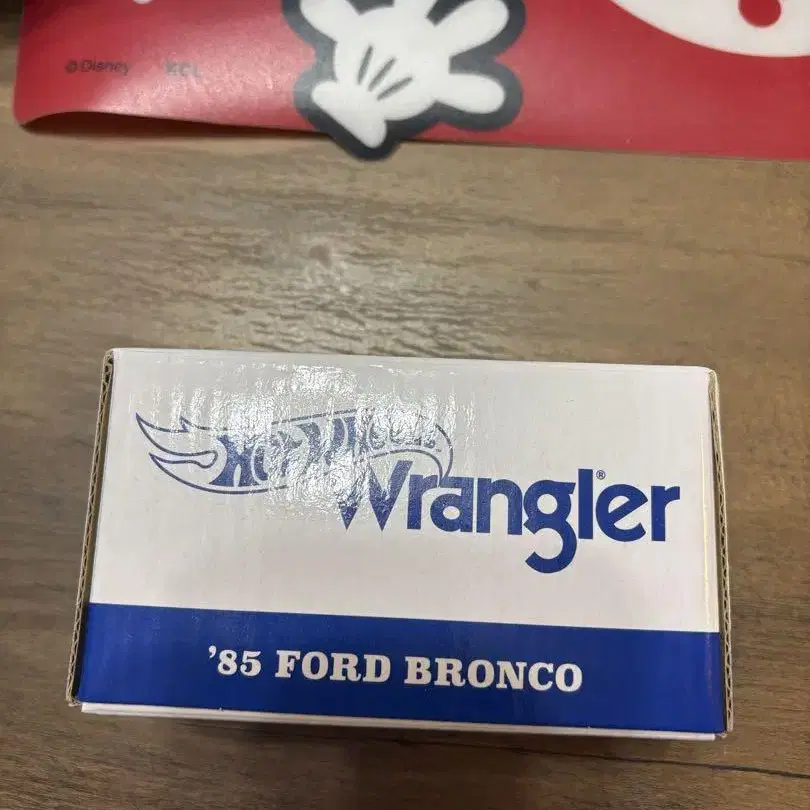 ©Disney
HOT WHEELS
Wrangler®
'85 FORD BRONCO